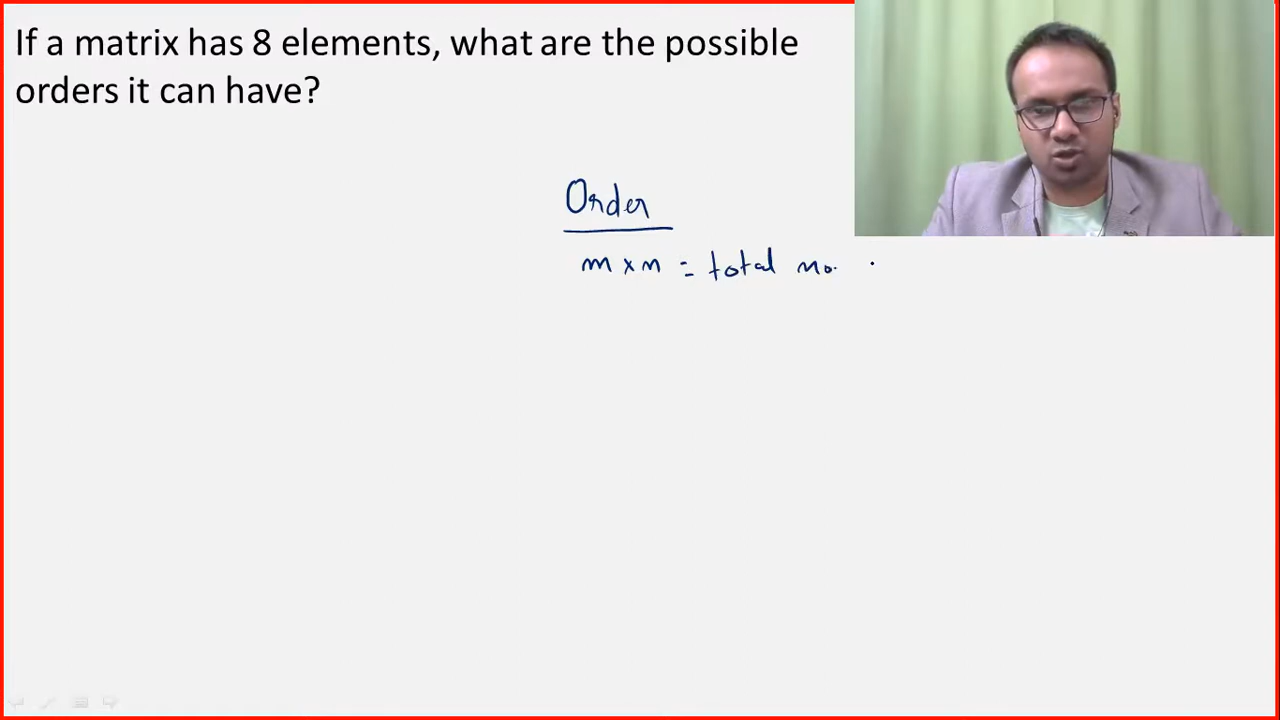 If a matrix has 8 elements, what are the possible
orders it can have?
Order
m x n = total no.